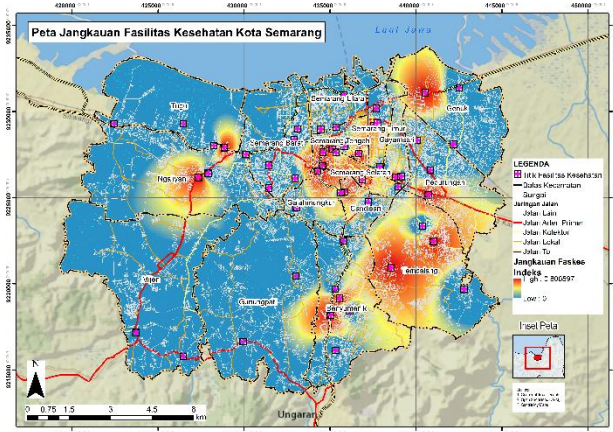 Peta Jangkauan Fasilitas Kesehatan Kota Semarang
Laut Jawa
Semarang Utara
Genuk
Tugu
Semarang Timur
Semarang Barat
Semarang Tengah
Gayamsari
Ngaliyan
Semarang Selatan
Pedurungan
Gajahmungkur
Candisari
Tembalang
Mijen
Gunungpati
Banyumanik
Ungaran
LEGENDA
Titik Fasilitas Kesehatan
Batas Kecamatan
Sungai
Jaringan Jalan
Jalan Lain
Jalan Arteri Primer
Jalan Kolektor
Jalan Lokal
Jalan Tol
Jangkauan Faskes
Indeks
Low : 0
Inset Peta
N
0 0.75 1.5 3 4.5 6
km